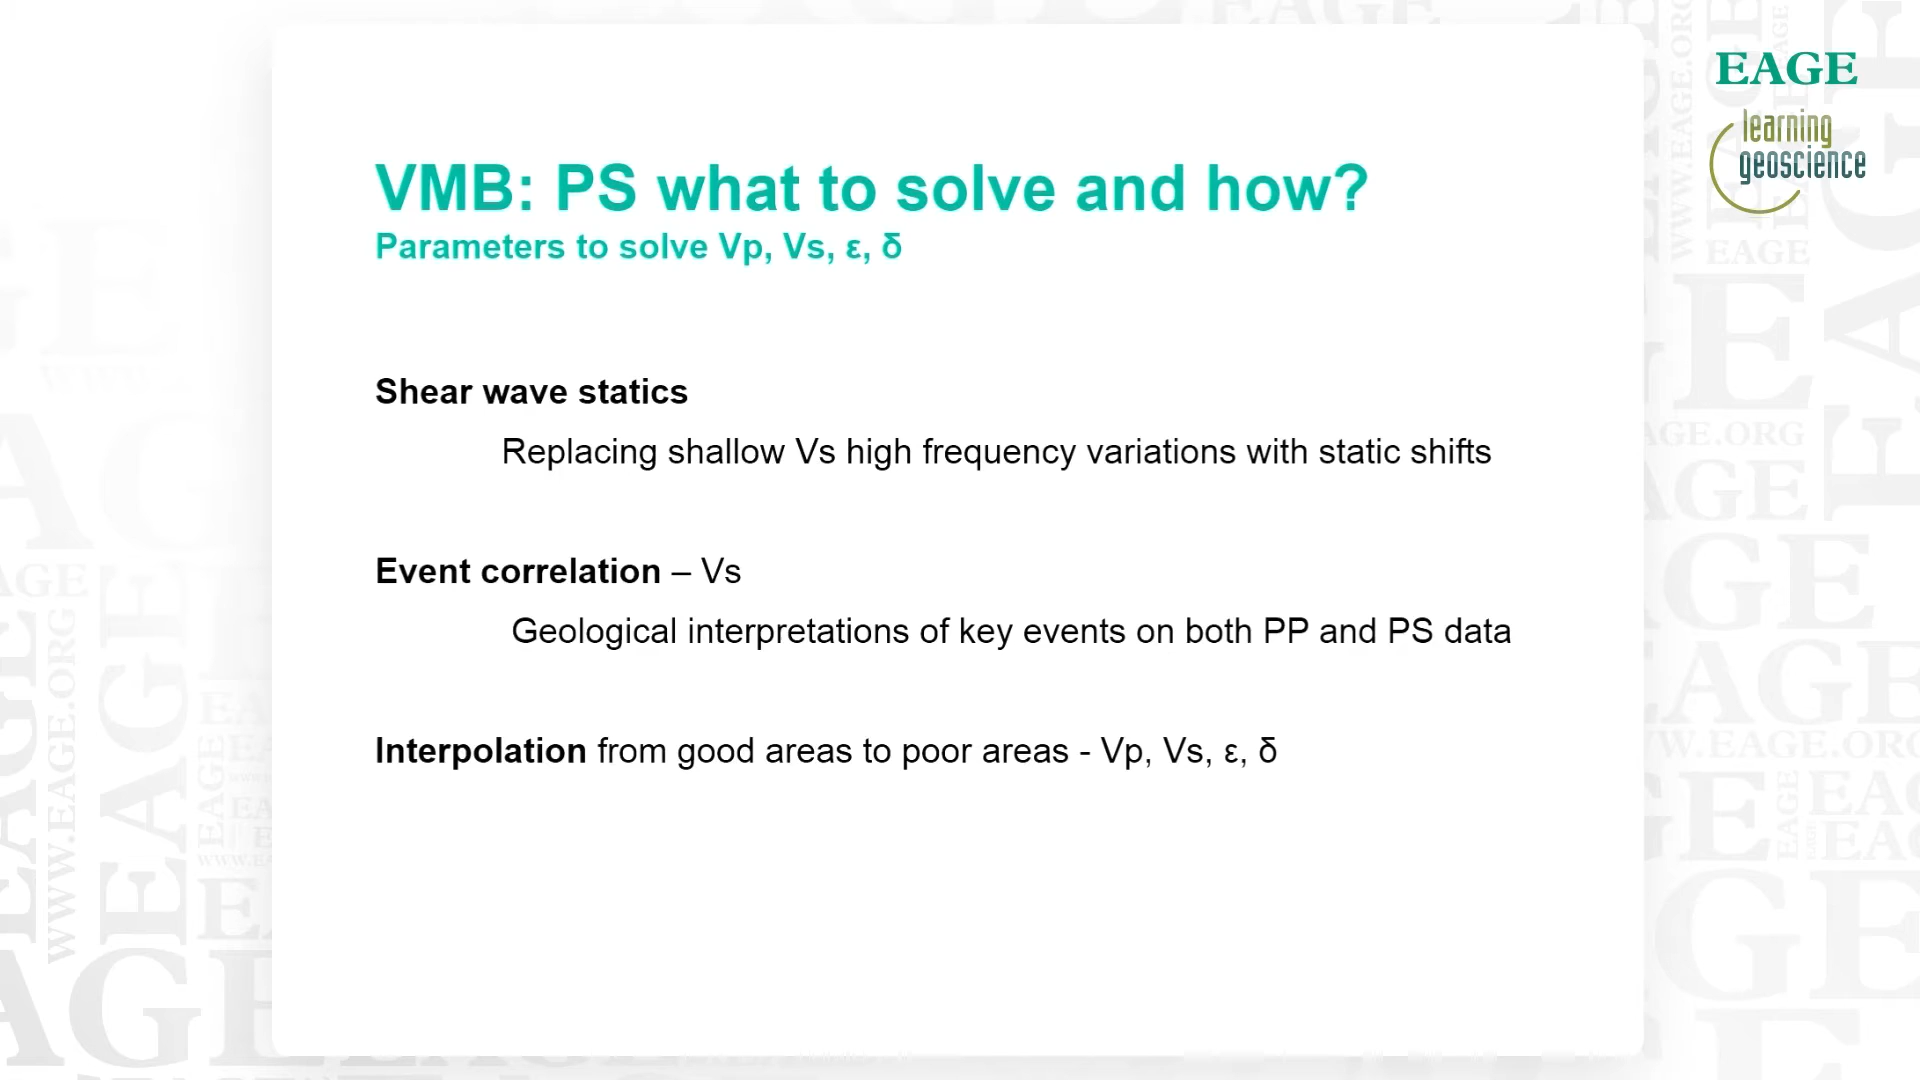 EAGE
learning
geoscience
VMB: PS what to solve and how?
Parameters to solve Vp, Vs, ε, δ
Shear wave statics
Replacing shallow Vs high frequency variations with static shifts
Event correlation – Vs
Geological interpretations of key events on both PP and PS data
Interpolation from good areas to poor areas - Vp, Vs, ε, δ